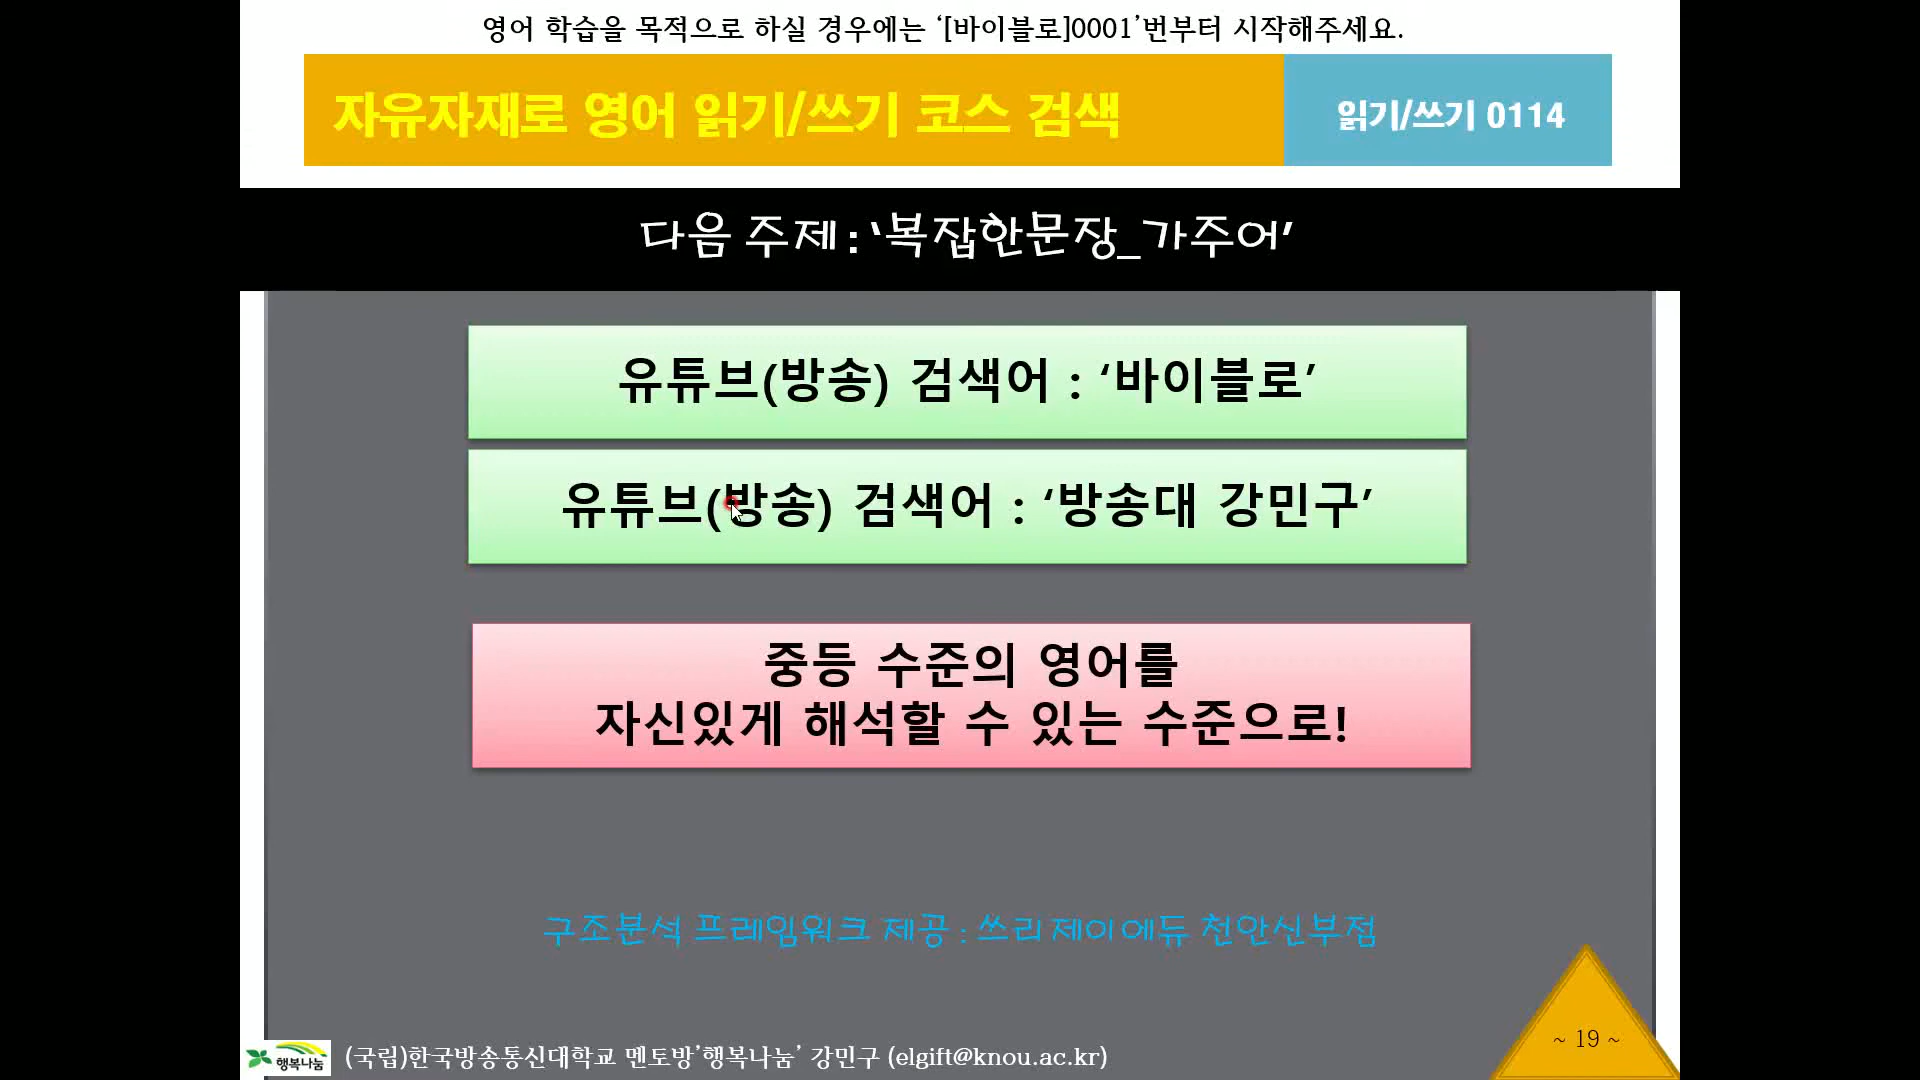 영어 학습을 목적으로 하실 경우에는 ‘[바이블로]0001’번부터 시작해주세요.
자유자재로 영어 읽기/쓰기 코스 검색
읽기/쓰기 0114
다음 주제 : ‘복잡한문장_가주어’
유튜브(방송) 검색어 : ‘바이블로’
유튜브(방송) 검색어 : ‘방송대 강민구’
중등 수준의 영어를
자신있게 해석할 수 있는 수준으로!
구조분석 프레임워크 제공 : 쓰리제이에듀 천안신부점
~ 19 ~
행복나눔
(국립)한국방송통신대학교 멘토방’행복나눔’ 강민구 (elgift@knou.ac.kr)